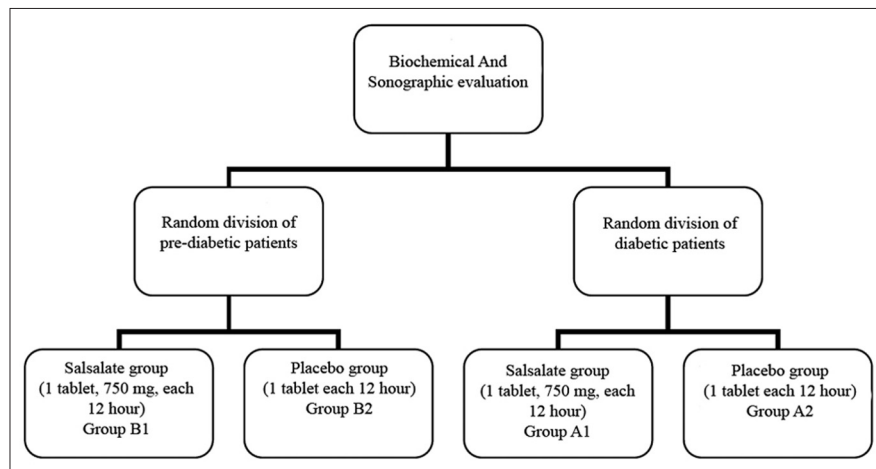 Biochemical And
Sonographic evaluation
Random division of
pre-diabetic patients
Random division of
diabetic patients
Salsalate group
(1 tablet, 750 mg, each
12 hour)
Group B1
Placebo group
(1 tablet each 12 hour)
Group B2
Salsalate group
(1 tablet, 750 mg, each
12 hour)
Group A1
Placebo group
(1 tablet each 12 hour)
Group A2